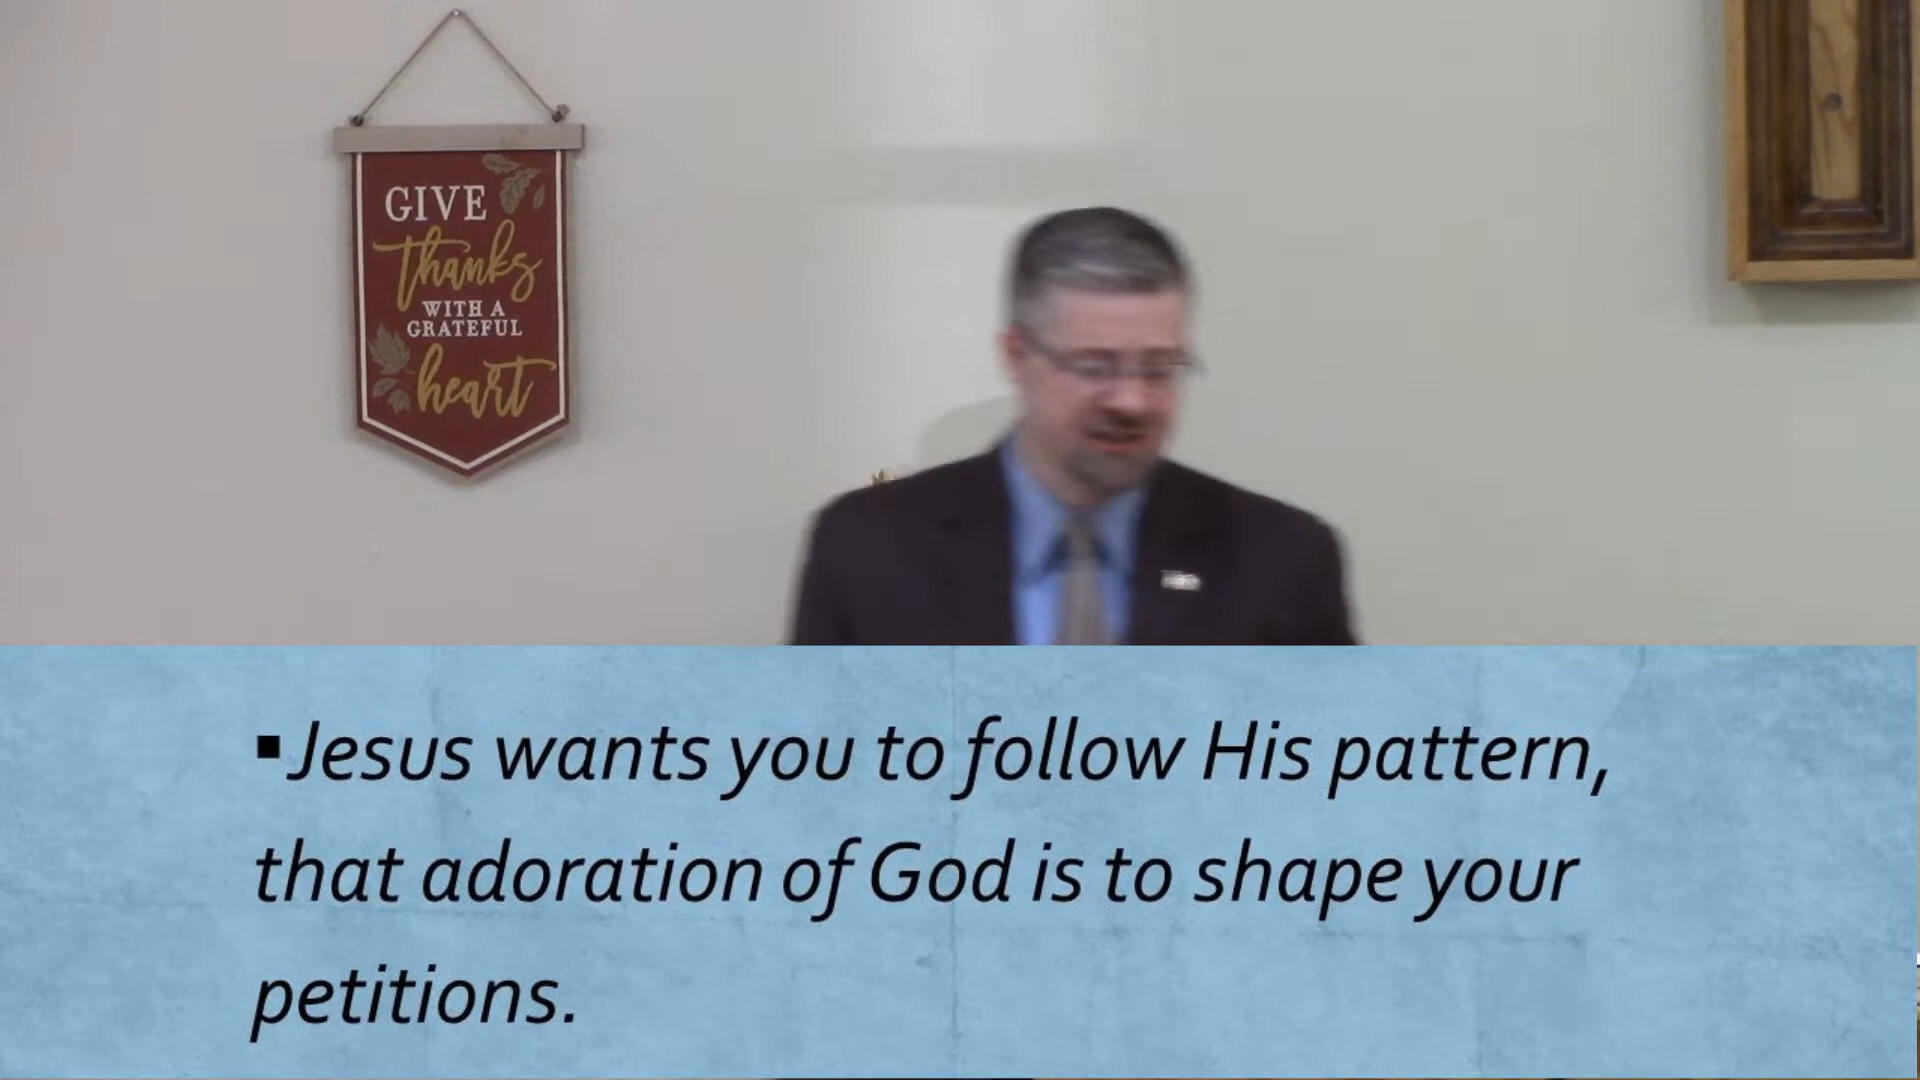 GIVE
thanks
WITH A
GRATEFUL
heart
▪Jesus wants you to follow His pattern,
that adoration of God is to shape your
petitions.